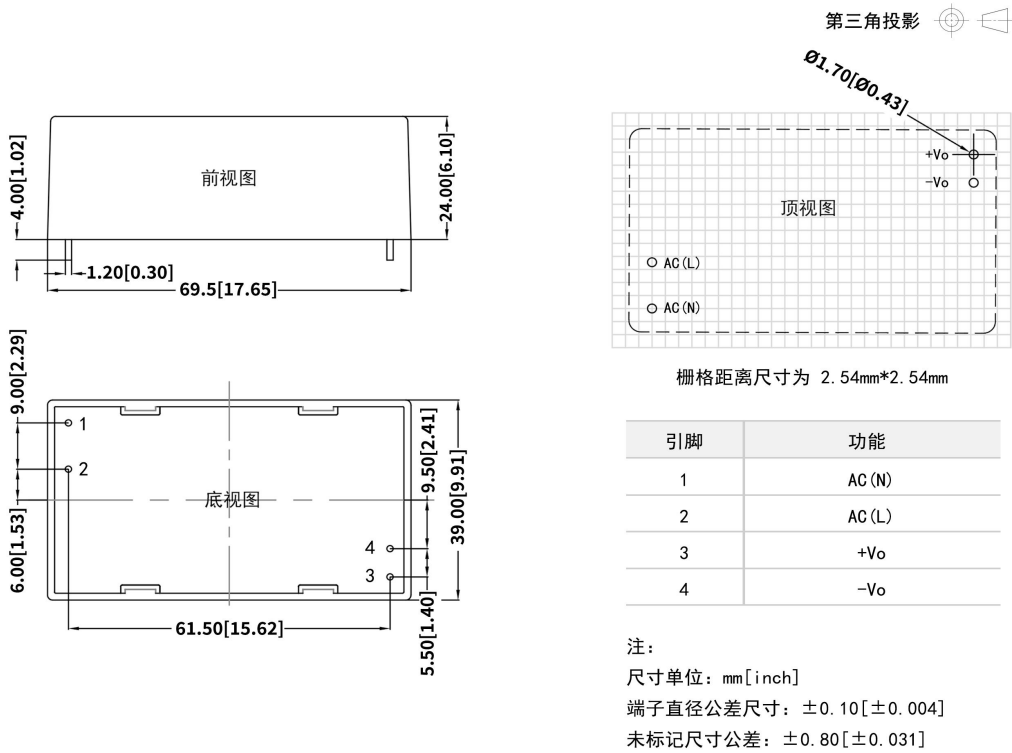 第三角投影
Ø1.70[Ø0.43]
4.00[1.02]
前视图
24.00[6.10]
1.20[0.30]
69.5[17.65]
+Vo
-Vo
顶视图
AC(L)
AC(N)
栅格距离尺寸为 2.54mm*2.54mm
9.00[2.29]
1
2
6.00[1.53]
底视图
9.50[2.41]
39.00[9.91]
4
3
61.50[15.62]
5.50[1.40]
引脚 功能
1 AC(N)
2 AC(L)
3 +Vo
4 -Vo
注:
尺寸单位: mm[inch]
端子直径公差尺寸: ±0.10[±0.004]
未标记尺寸公差: ±0.80[±0.031]